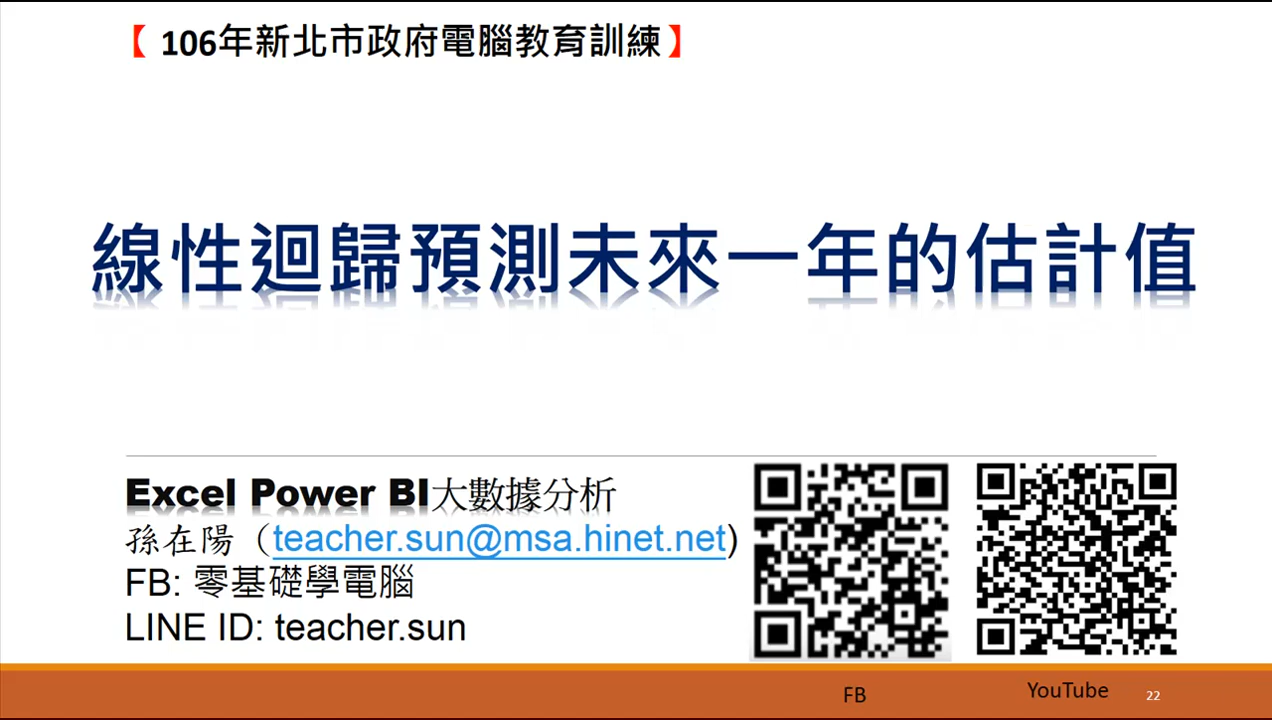 【 106年新北市政府電腦教育訓練】
線性迴歸預測未來一年的估計值
Excel Power BI大數據分析
孫在陽（teacher.sun@msa.hinet.net)
FB: 零基礎學電腦
LINE ID: teacher.sun
FB
YouTube
22